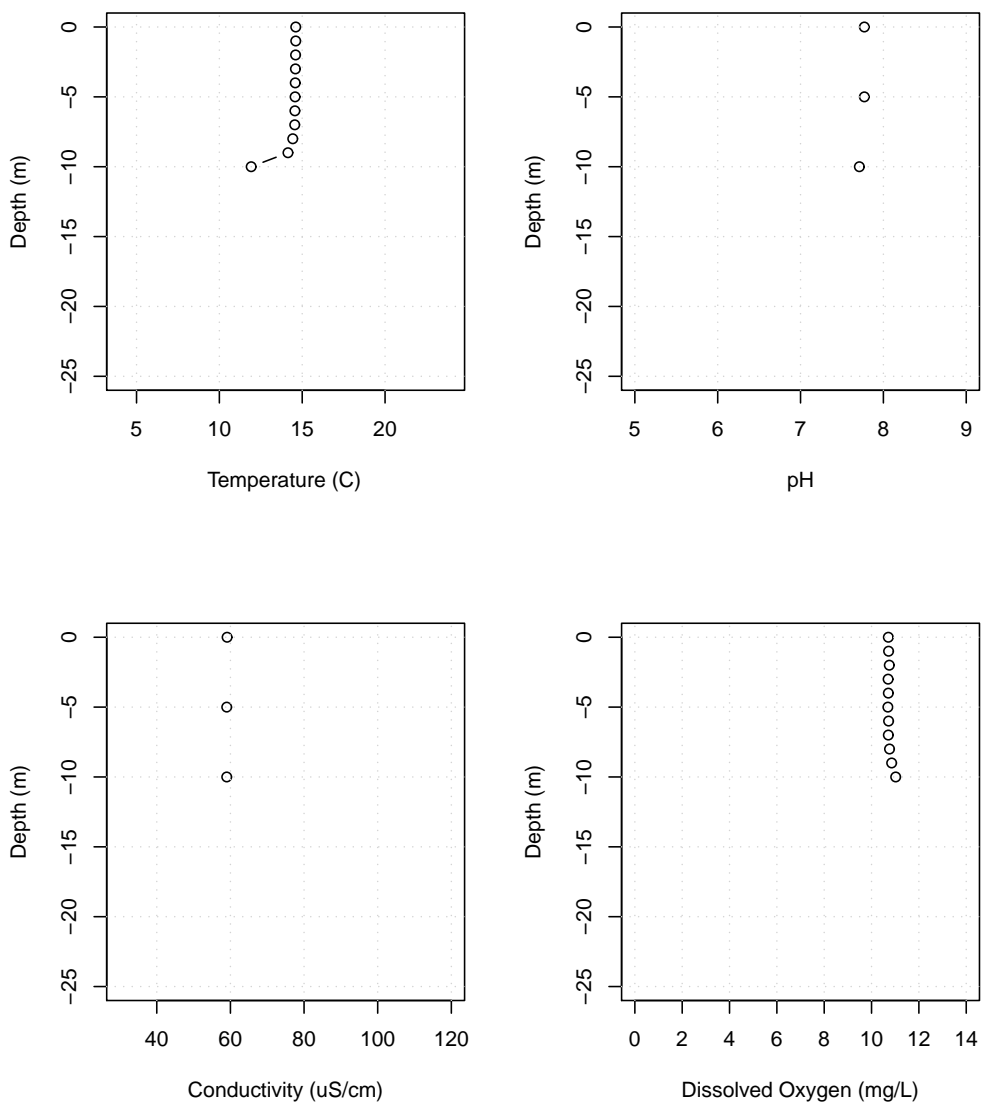 0
−5
−10
−15
−20
−25
Depth (m)
5 10 15 20
Temperature (C)
0
−5
−10
−15
−20
−25
Depth (m)
5 6 7 8 9
pH
0
−5
−10
−15
−20
−25
Depth (m)
40 60 80 100 120
Conductivity (uS/cm)
0
−5
−10
−15
−20
−25
Depth (m)
0 2 4 6 8 10 12 14
Dissolved Oxygen (mg/L)